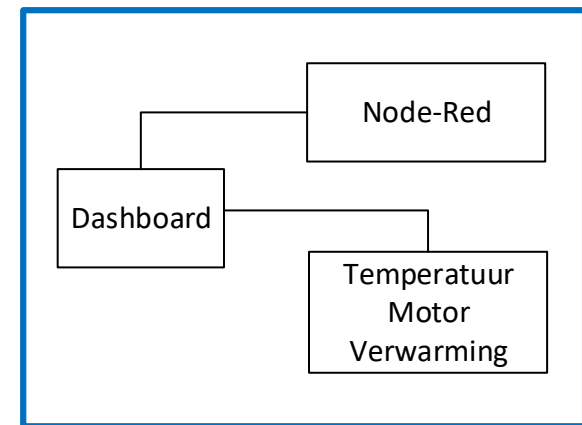 Node-Red
Dashboard
Temperatuur
Motor
Verwarming